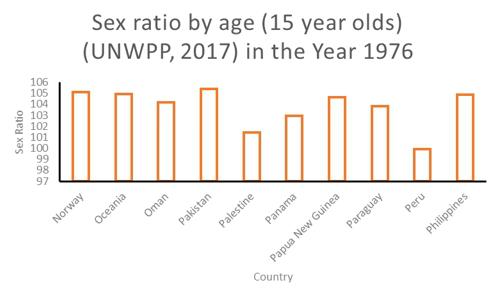 Sex ratio by age (15 year olds)
(UNWPP, 2017) in the Year 1976
106
105
104
103
102
101
100
99
98
97
Sex Ratio
Norway
Oceania
Oman
Pakistan
Palestine
Panama
Papua New Guinea
Paraguay
Peru
Philippines
Country